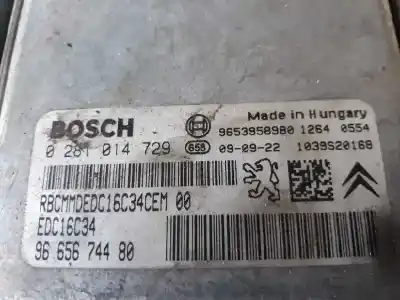 BOSCH
Made in Hungary
9653958980 1264 0554
0 281 014 729 658 09-09-22 1039S20168
RBCMMDEDC16C34CEM 00
EDC16C34
96 656 744 80